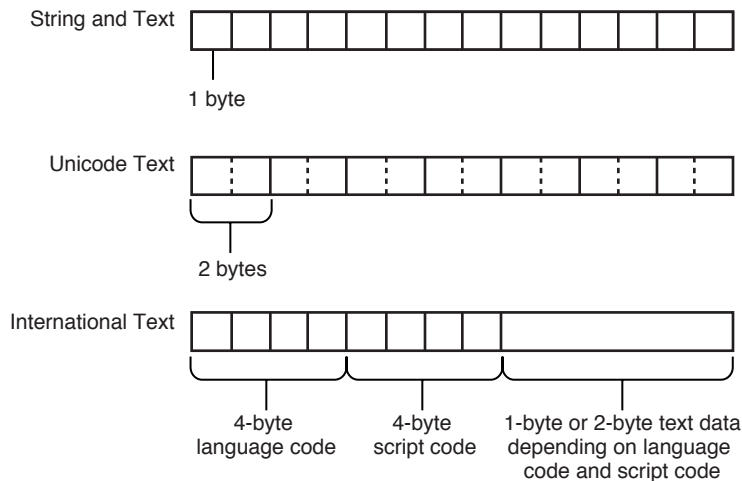 String and Text
1 byte
Unicode Text
2 bytes
International Text
4-byte
language code
4-byte
script code
1-byte or 2-byte text data
depending on language
code and script code